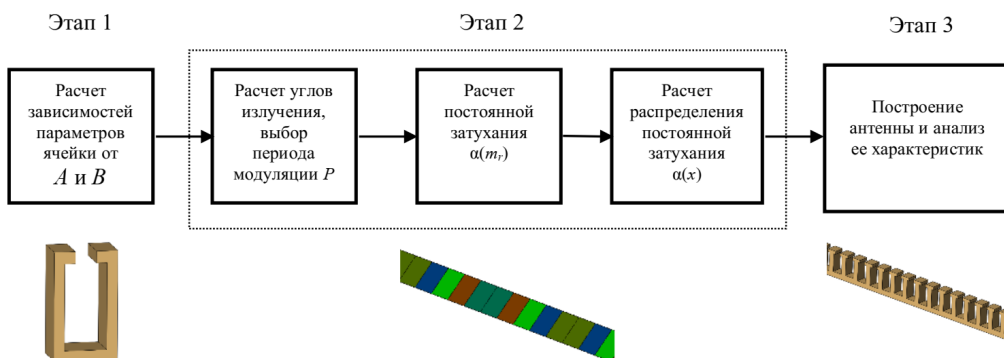 Этап 1
Этап 2
Этап 3
Расчет
зависимостей
параметров
ячейки от
A и B
Расчет углов
излучения,
выбор
периода
модуляции P
Расчет
постоянной
затухания
α(mᵣ)
Расчет
распределения
постоянной
затухания
α(x)
Построение
антенны и анализ
ее характеристик